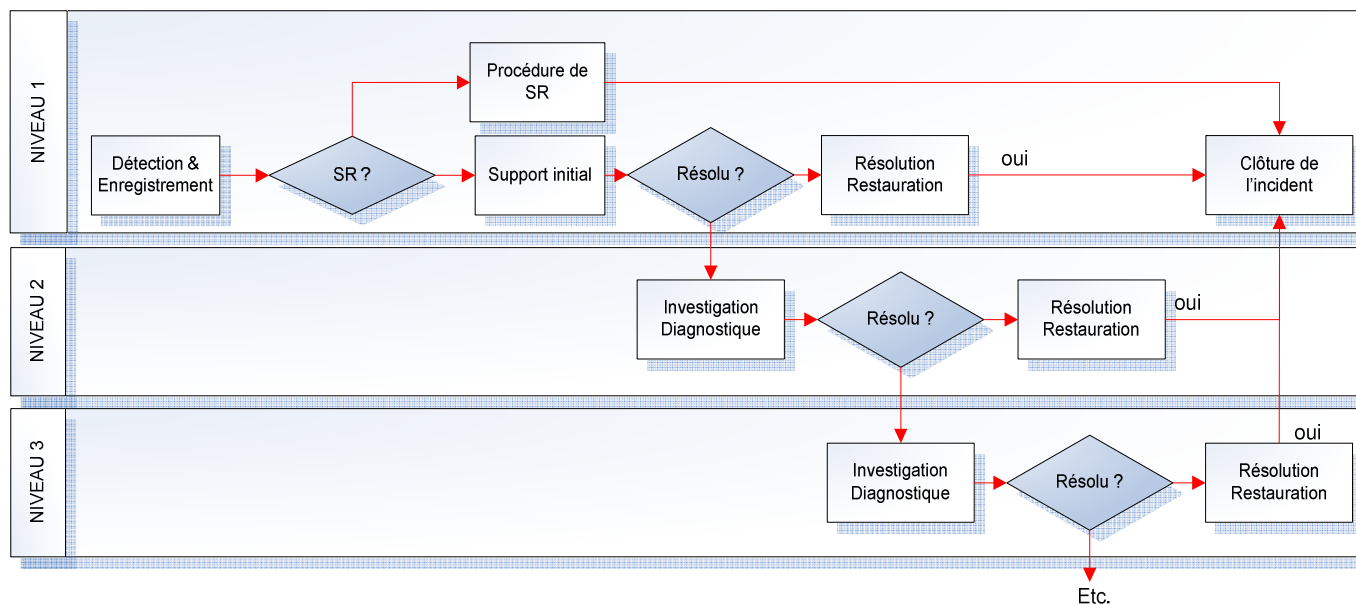 NIVEAU 1
Procédure de
SR
Détection &
Enregistrement
SR ?
Support initial
Résolu ?
Résolution
Restauration
oui
Clôture de
l'incident
NIVEAU 2
Investigation
Diagnostique
Résolu ?
Résolution
Restauration
oui
NIVEAU 3
Investigation
Diagnostique
Résolu ?
oui
Résolution
Restauration
Etc.